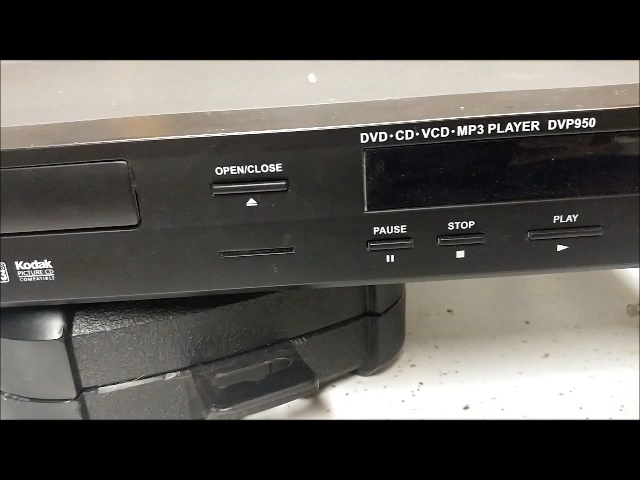 DVD·CD·VCD·MP3 PLAYER DVP950
OPEN/CLOSE
PAUSE
STOP
PLAY
Kodak
PICTURE CD
COMPATIBLE